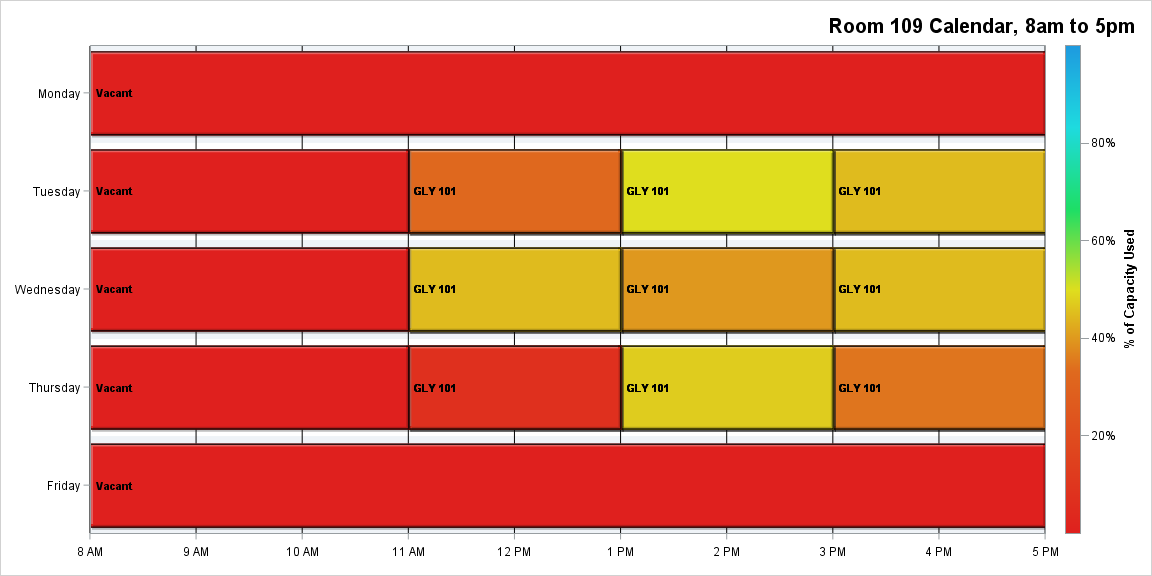 Room 109 Calendar, 8am to 5pm
Monday
Vacant
Tuesday
Vacant
GLY 101
GLY 101
GLY 101
Wednesday
Vacant
GLY 101
GLY 101
GLY 101
Thursday
Vacant
GLY 101
GLY 101
GLY 101
Friday
Vacant
8 AM
9 AM
10 AM
11 AM
12 PM
1 PM
2 PM
3 PM
4 PM
5 PM
80%
60%
40%
20%
% of Capacity Used